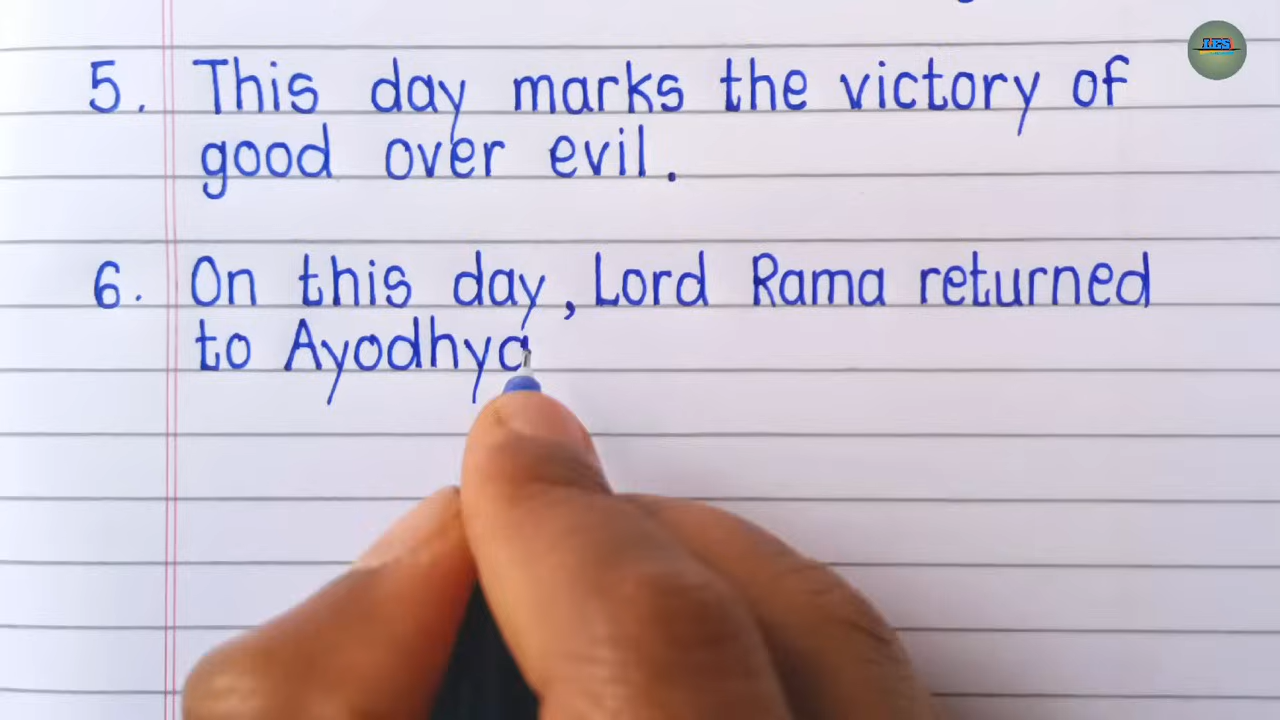 5. This day marks the victory of
good over evil.
6. On this day, Lord Rama returned
to Ayodhya
LES